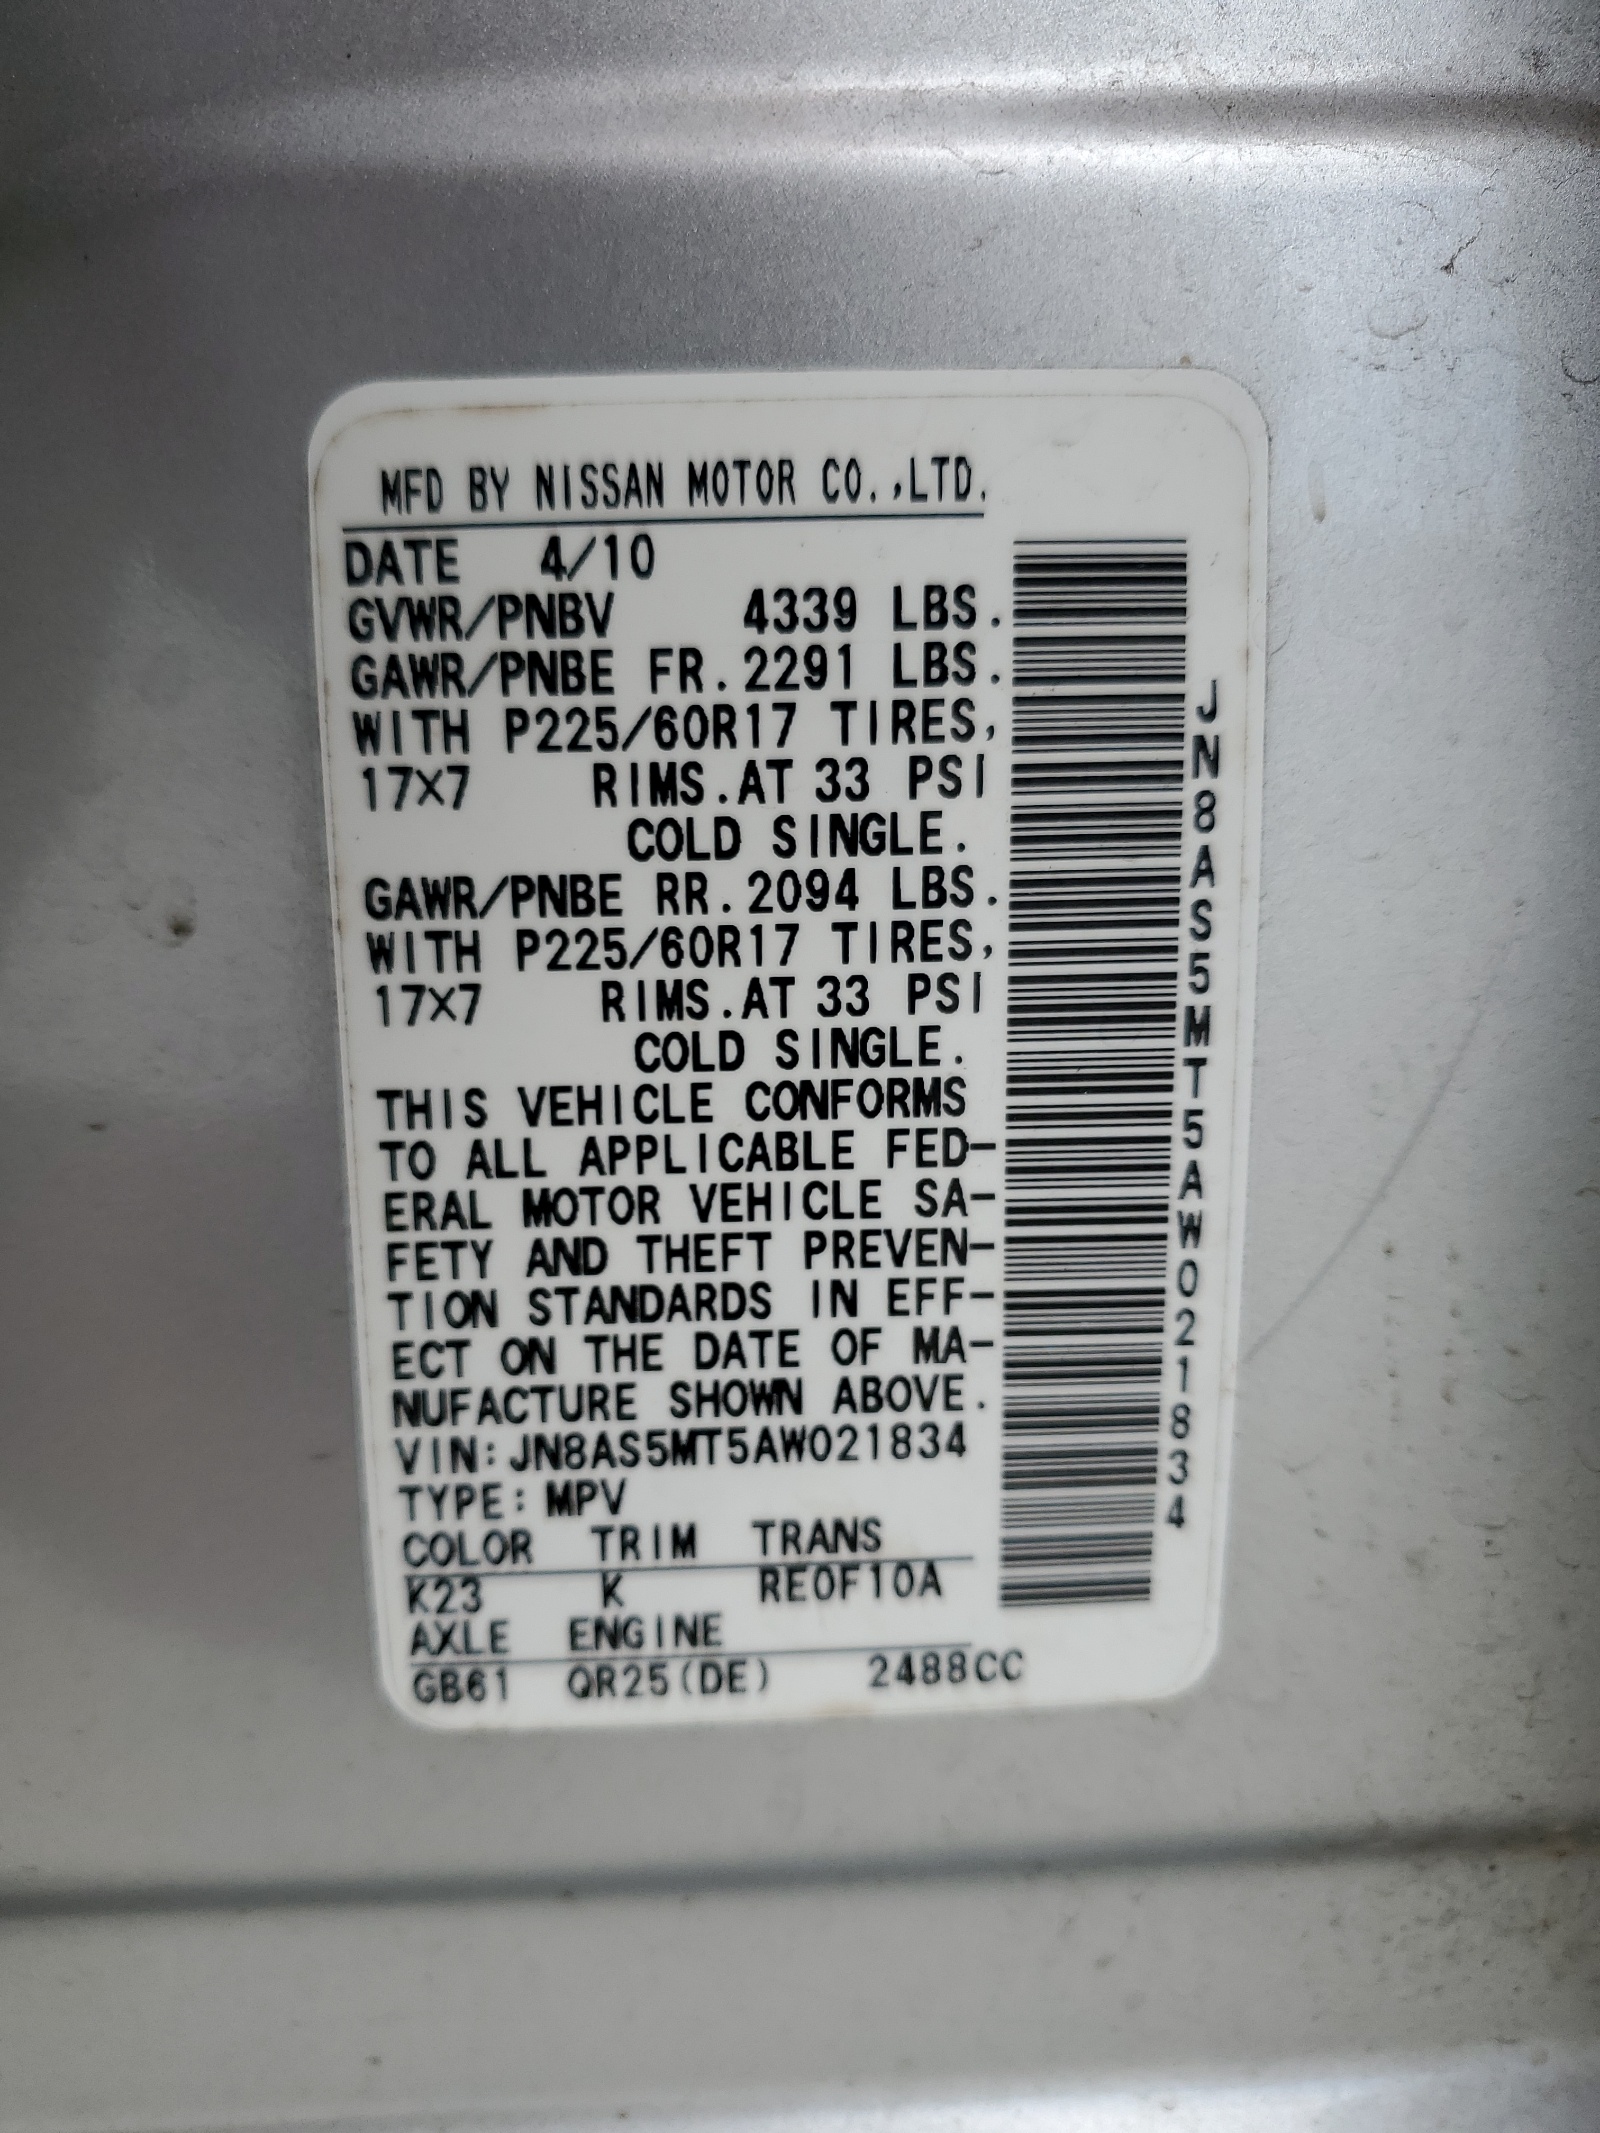 MFD BY NISSAN MOTOR CO.,LTD.
DATE 4/10
GVWR/PNBV 4339 LBS.
GAWR/PNBE FR.2291 LBS.
WITH P225/60R17 TIRES,
17X7 RIMS.AT 33 PSI
COLD SINGLE.
GAWR/PNBE RR.2094 LBS.
WITH P225/60R17 TIRES,
17X7 RIMS.AT 33 PSI
COLD SINGLE.
THIS VEHICLE CONFORMS
TO ALL APPLICABLE FED-
ERAL MOTOR VEHICLE SA-
FETY AND THEFT PREVEN-
TION STANDARDS IN EFF-
ECT ON THE DATE OF MA-
NUFACTURE SHOWN ABOVE.
VIN:JN8AS5MT5AW021834
TYPE:MPV
COLOR TRIM TRANS
K23 K RE0F10A
AXLE ENGINE
GB61 QR25(DE) 2488CC
JN8AS5MT5AW021834